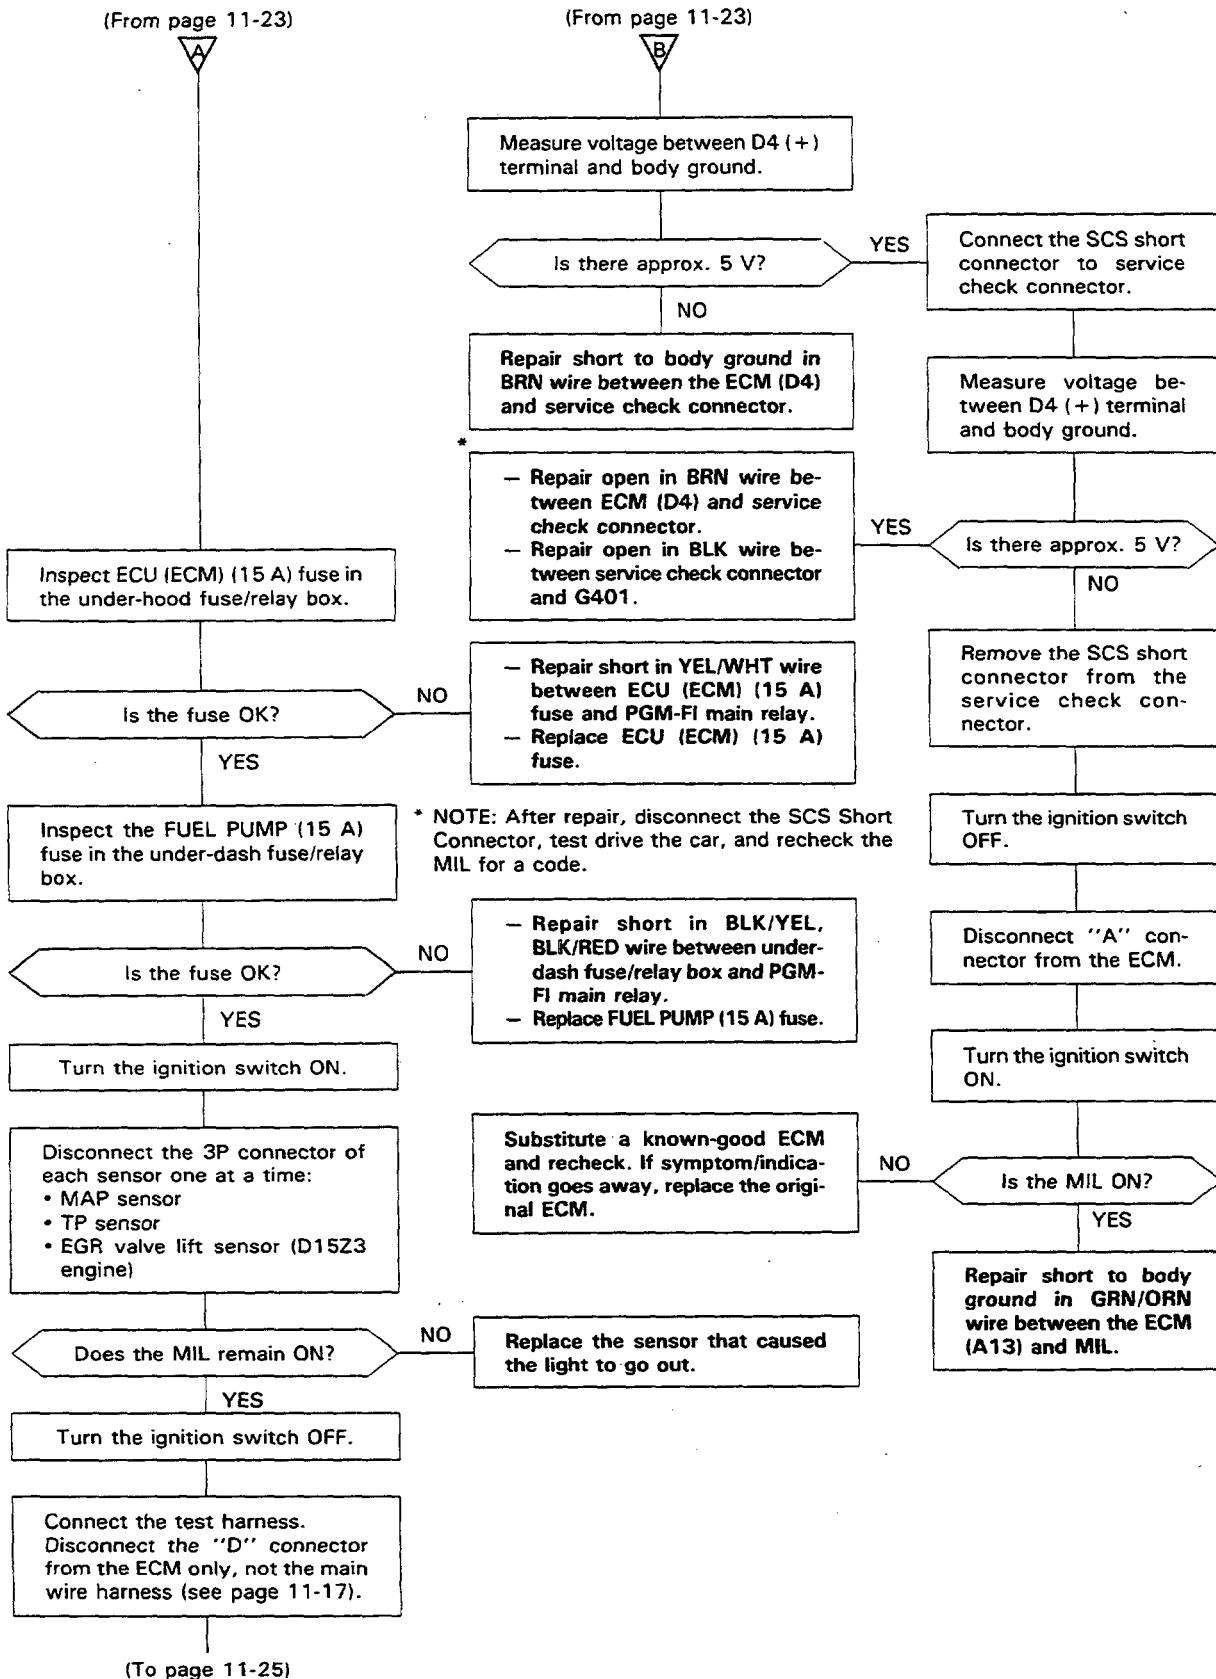 (From page 11-23)
A
Inspect ECU (ECM) (15 A) fuse in
the under-hood fuse/relay box.
Is the fuse OK?
NO
– Repair short in YEL/WHT wire
between ECU (ECM) (15 A)
fuse and PGM-FI main relay.
– Replace ECU (ECM) (15 A)
fuse.
YES
Inspect the FUEL PUMP (15 A)
fuse in the under-dash fuse/relay
box.
Is the fuse OK?
NO
– Repair short in BLK/YEL,
BLK/RED wire between under-
dash fuse/relay box and PGM-
FI main relay.
– Replace FUEL PUMP (15 A) fuse.
YES
Turn the ignition switch ON.
Disconnect the 3P connector of
each sensor one at a time:
• MAP sensor
• TP sensor
• EGR valve lift sensor (D15Z3
engine)
Does the MIL remain ON?
NO
Replace the sensor that caused
the light to go out.
YES
Turn the ignition switch OFF.
Connect the test harness.
Disconnect the "D" connector
from the ECM only, not the main
wire harness (see page 11-17).
(To page 11-25)
(From page 11-23)
B
Measure voltage between D4 (+)
terminal and body ground.
Is there approx. 5 V?
NO
Repair short to body ground in
BRN wire between the ECM (D4)
and service check connector.
YES
Connect the SCS short
connector to service
check connector.
Measure voltage be-
tween D4 (+) terminal
and body ground.
Is there approx. 5 V?
YES
*
– Repair open in BRN wire be-
tween ECM (D4) and service
check connector.
– Repair open in BLK wire be-
tween service check connector
and G401.
* NOTE: After repair, disconnect the SCS Short
Connector, test drive the car, and recheck the
MIL for a code.
NO
Remove the SCS short
connector from the
service check con-
nector.
Turn the ignition switch
OFF.
Disconnect "A" con-
nector from the ECM.
Turn the ignition switch
ON.
Is the MIL ON?
NO
Substitute a known-good ECM
and recheck. If symptom/indica-
tion goes away, replace the origi-
nal ECM.
YES
Repair short to body
ground in GRN/ORN
wire between the ECM
(A13) and MIL.